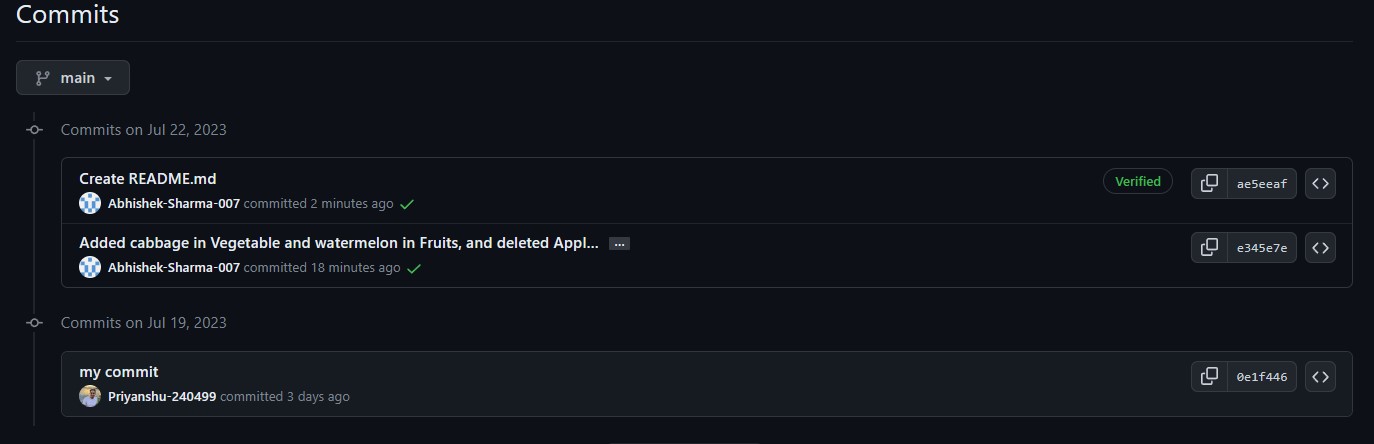 Commits
main
Commits on Jul 22, 2023
Create README.md
Verified
ae5eeaf
Abhishek-Sharma-007 committed 2 minutes ago
Added cabbage in Vegetable and watermelon in Fruits, and deleted Appl... ...
e345e7e
Abhishek-Sharma-007 committed 18 minutes ago
Commits on Jul 19, 2023
my commit
0e1f446
Priyanshu-240499 committed 3 days ago